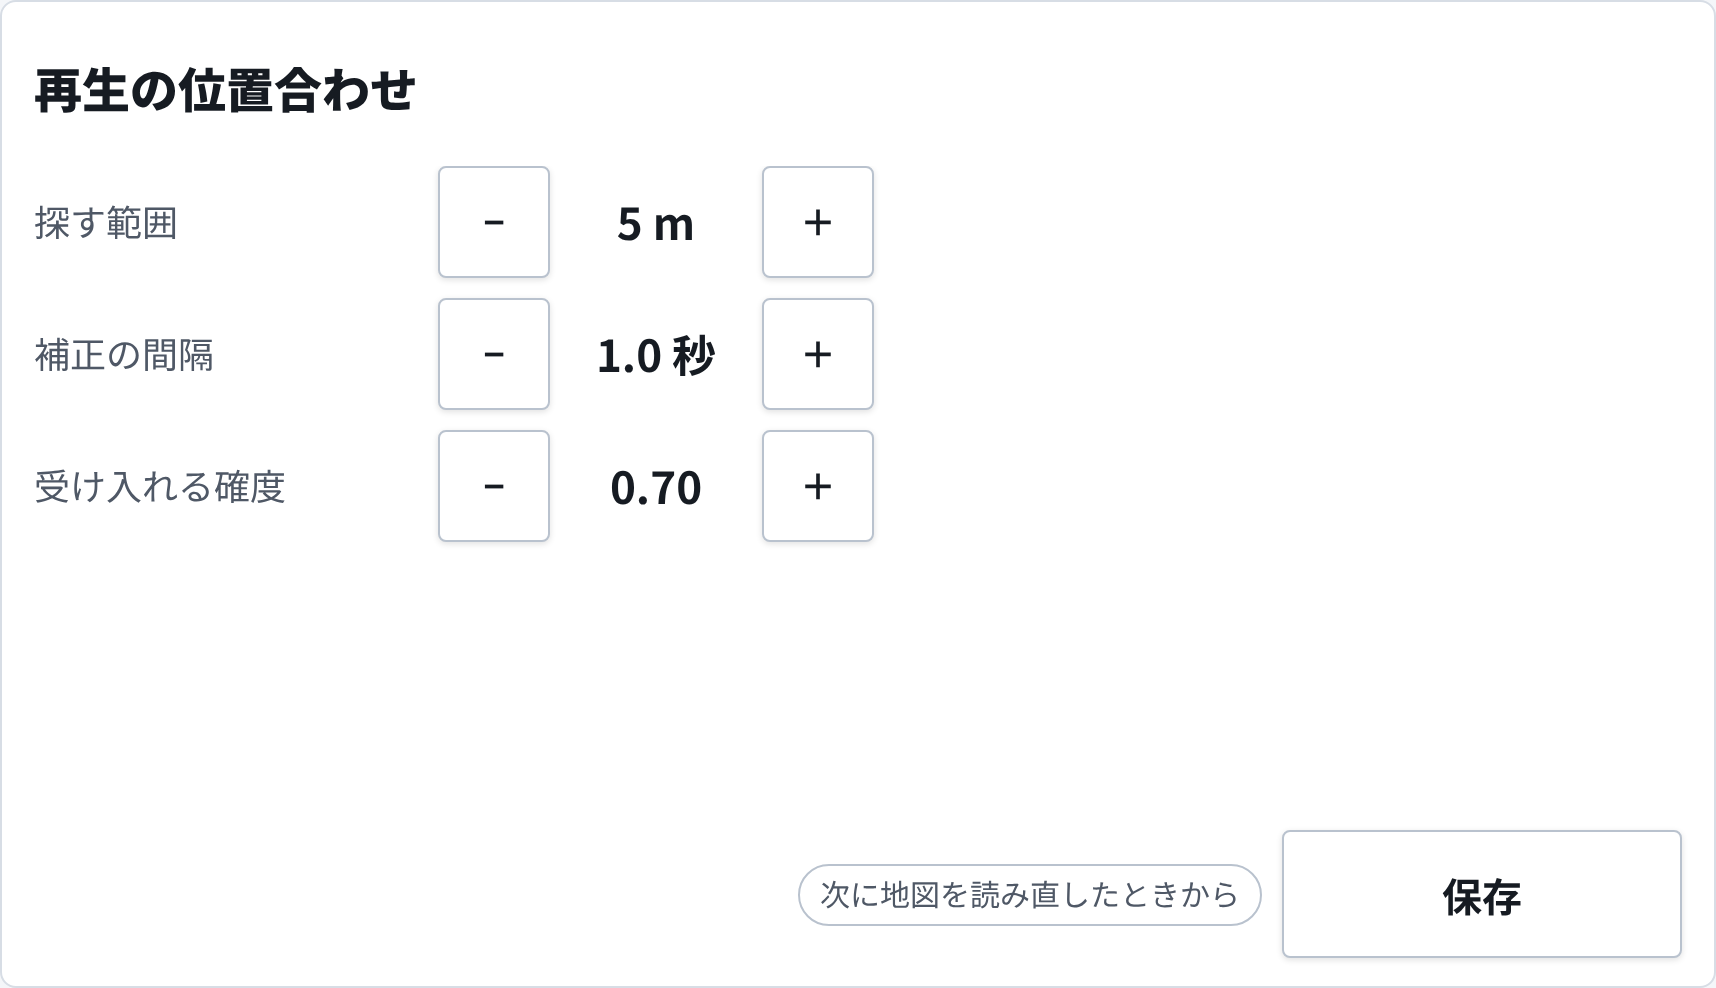 再生の位置合わせ
探す範囲 − 5 m +
補正の間隔 − 1.0 秒 +
受け入れる確度 − 0.70 +
次に地図を読み直したときから 保存